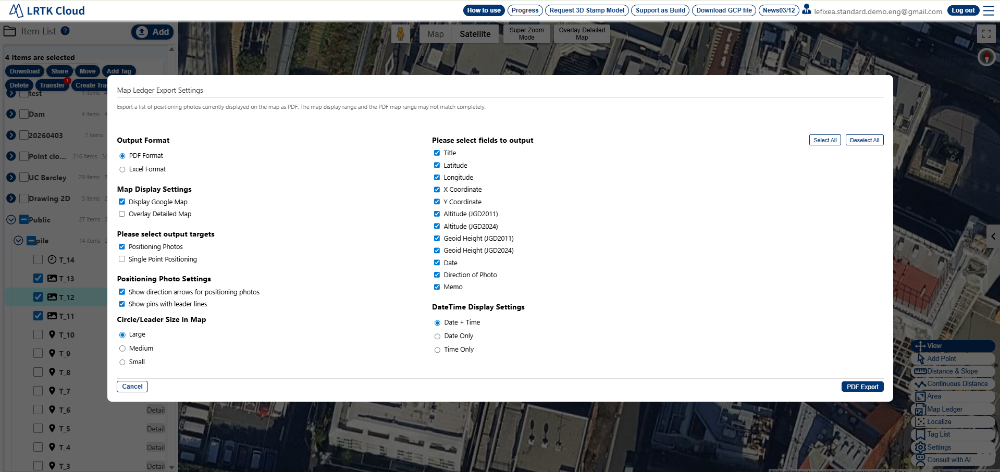 LRTK Cloud
How to use
Progress
Request 3D Stamp Model
Support as Build
Download GCP file
News03/12
lefixea.standard.demo.eng@gmail.com
Log out
Item List ?
Add
Map
Satellite
Super Zoom
Mode
Overlay Detailed
Map
4 Items are selected
Download
Share
Move
Add Tag
Delete
Transfer
1
Create Tra
test
1 items
Dam
4 items
20260403
7 items
Point clo...
216 items
UC Bercley
29 items
Drawing 2D
3 items
Public
27 items
pile
14 items
T_14
T_13
T_12
T_11
T_10
T_9
T_8
T_7
T_6
Detail
T_5
Detail
T_4
Detail
T_3
Detail
Map Ledger Export Settings
Export a list of positioning photos currently displayed on the map as PDF. The map display range and the PDF map range may not match completely.
Output Format
PDF Format
Excel Format
Map Display Settings
Display Google Map
Overlay Detailed Map
Please select output targets
Positioning Photos
Single Point Positioning
Positioning Photo Settings
Show direction arrows for positioning photos
Show pins with leader lines
Circle/Leader Size in Map
Large
Medium
Small
Please select fields to output
Select All
Deselect All
Title
Latitude
Longitude
X Coordinate
Y Coordinate
Altitude (JGD2011)
Altitude (JGD2024)
Geoid Height (JGD2011)
Geoid Height (JGD2024)
Date
Direction of Photo
Memo
DateTime Display Settings
Date + Time
Date Only
Time Only
Cancel
PDF Export
View
Add Point
Distance & Slope
Continuous Distance
Area
Map Ledger
Localize
Tag List
Settings
Consult with AI